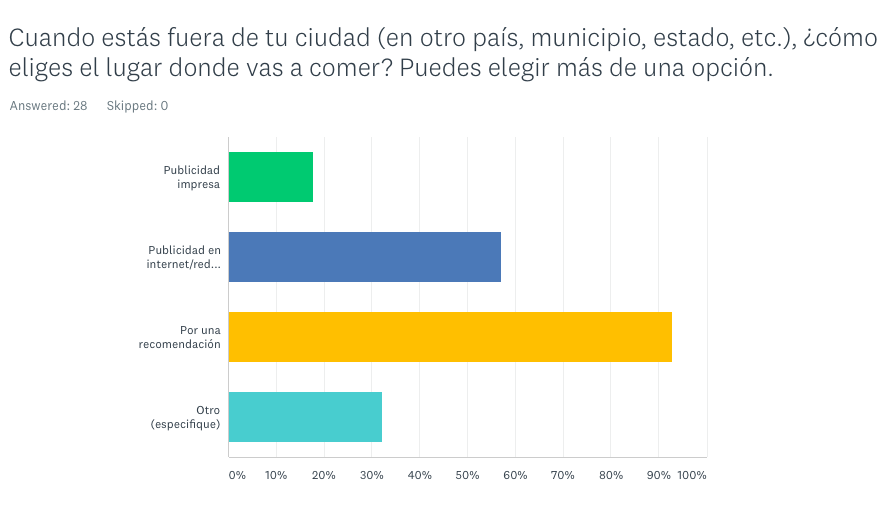 Cuando estás fuera de tu ciudad (en otro país, municipio, estado, etc.), ¿cómo
eliges el lugar donde vas a comer? Puedes elegir más de una opción.
Answered: 28 Skipped: 0
Publicidad
impresa
Publicidad en
internet/red...
Por una
recomendación
Otro
(especifique)
0% 10% 20% 30% 40% 50% 60% 70% 80% 90% 100%